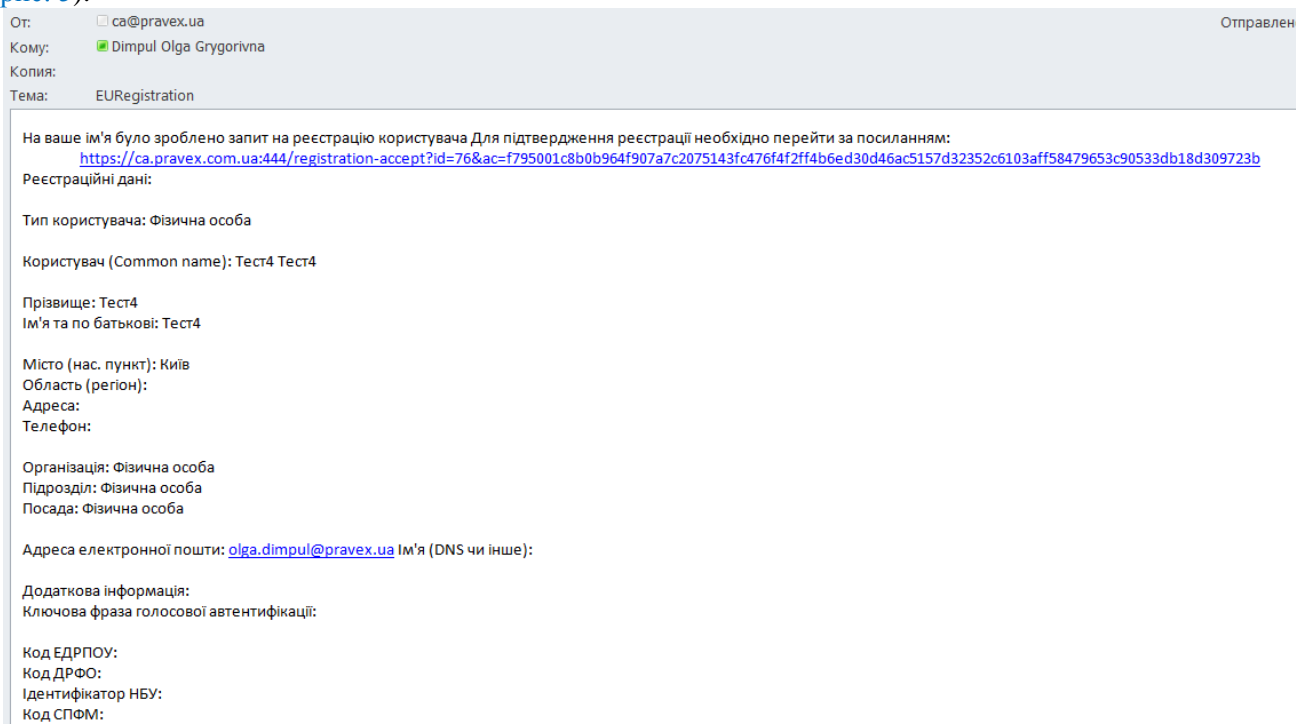 рис. 5).
От: ca@pravex.ua Отправлено
Кому: Dimpul Olga Grygorivna
Копия:
Тема: EURegistration
На ваше ім'я було зроблено запит на реєстрацію користувача Для підтвердження реєстрації необхідно перейти за посиланням:
https://ca.pravex.com.ua:444/registration-accept?id=76&ac=f795001c8b0b964f907a7c2075143fc476f4f2ff4b6ed30d46ac5157d32352c6103aff58479653c90533db18d309723b
Реєстраційні дані:
Тип користувача: Фізична особа
Користувач (Common name): Тест4 Тест4
Прізвище: Тест4
Ім'я та по батькові: Тест4
Місто (нас. пункт): Київ
Область (регіон):
Адреса:
Телефон:
Організація: Фізична особа
Підрозділ: Фізична особа
Посада: Фізична особа
Адреса електронної пошти: olga.dimpul@pravex.ua Ім'я (DNS чи інше):
Додаткова інформація:
Ключова фраза голосової автентифікації:
Код ЕДРПОУ:
Код ДРФО:
Ідентифікатор НБУ:
Код СПФМ: